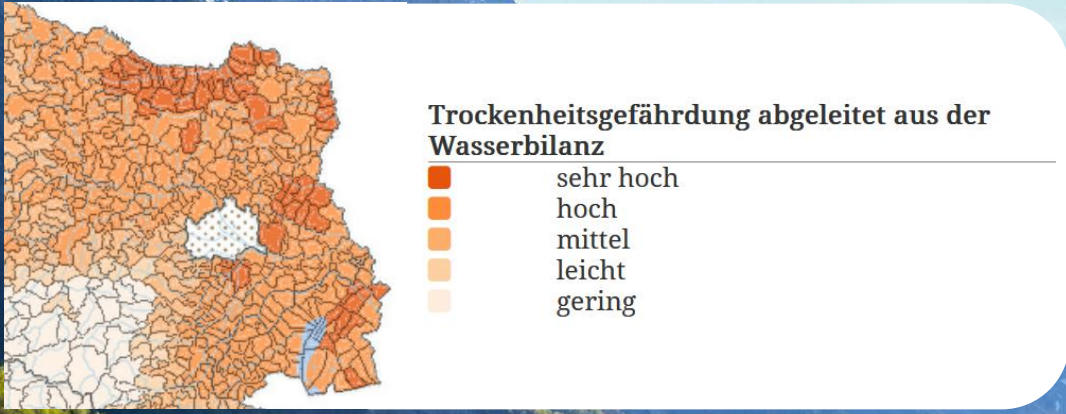 Trockenheitsgefährdung abgeleitet aus der
Wasserbilanz
sehr hoch
hoch
mittel
leicht
gering